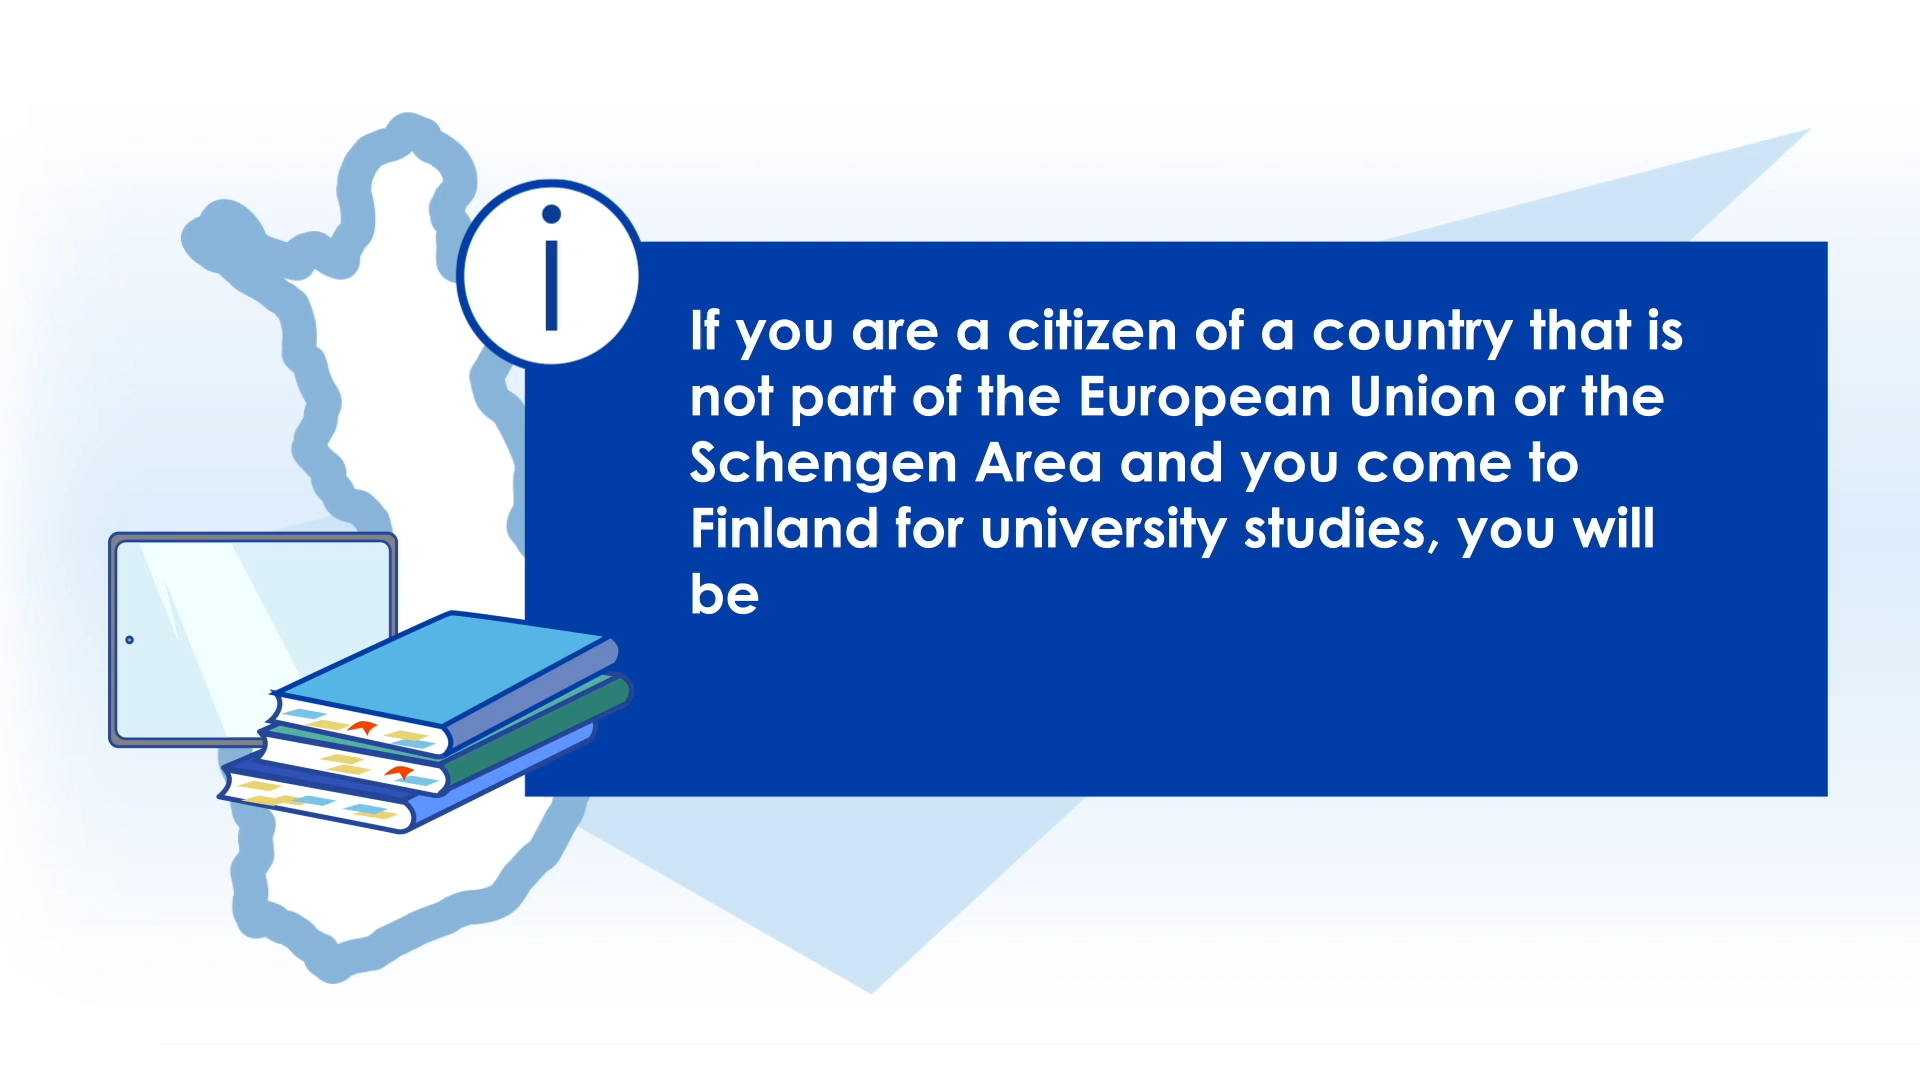 i
If you are a citizen of a country that is
not part of the European Union or the
Schengen Area and you come to
Finland for university studies, you will
be